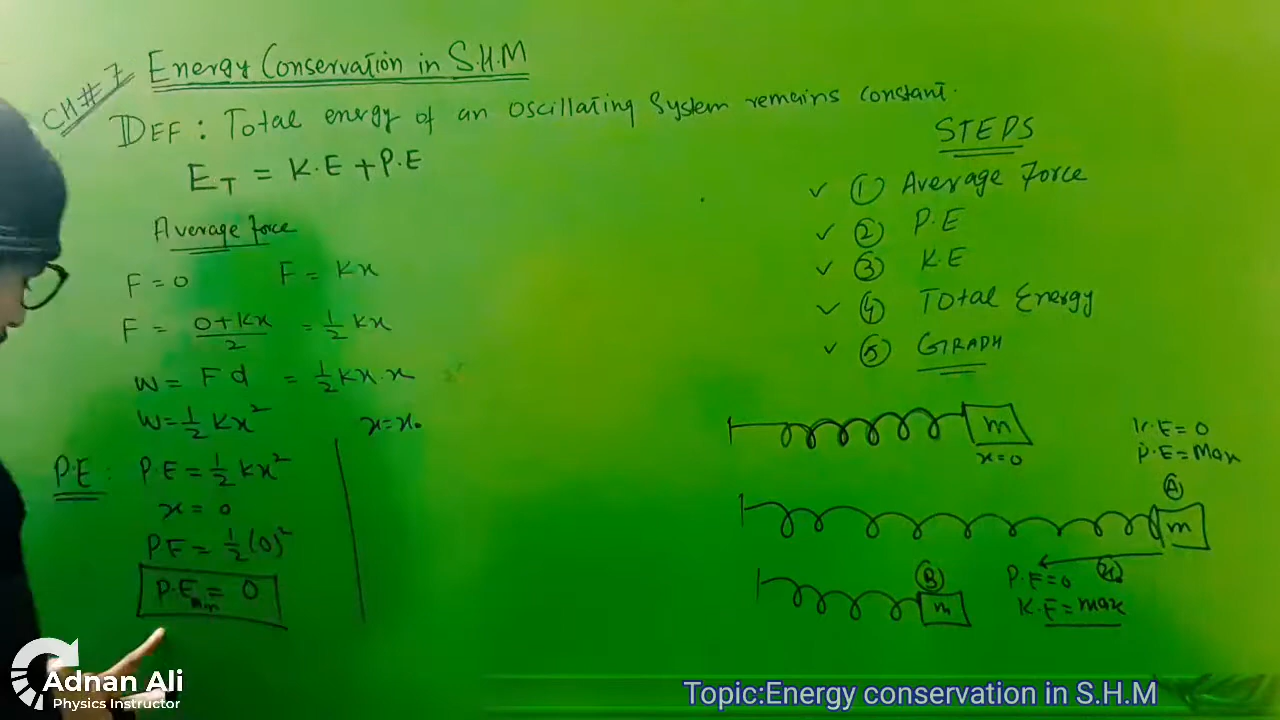 CH#7
Energy Conservation in S.H.M
DEF: Total energy of an oscillating System remains constant.
E_T = K.E + P.E
Average Force
F = 0 F = Kx
F = (0+Kx)/2 = 1/2 Kx
W = Fd = 1/2 Kx.x
W = 1/2 Kx²
x = x₀
P.E: P.E = 1/2 Kx²
x = 0
P.E = 1/2 (0)²
P.E min = 0
STEPS
✓ ① Average Force
✓ ② P.E
✓ ③ K.E
✓ ④ Total Energy
✓ ⑤ GRAPH
m
x=0
K.E = 0
P.E = Max
A
m
B
m
P.E = 0
K.E = max
Adnan Ali
Physics Instructor
Topic:Energy conservation in S.H.M